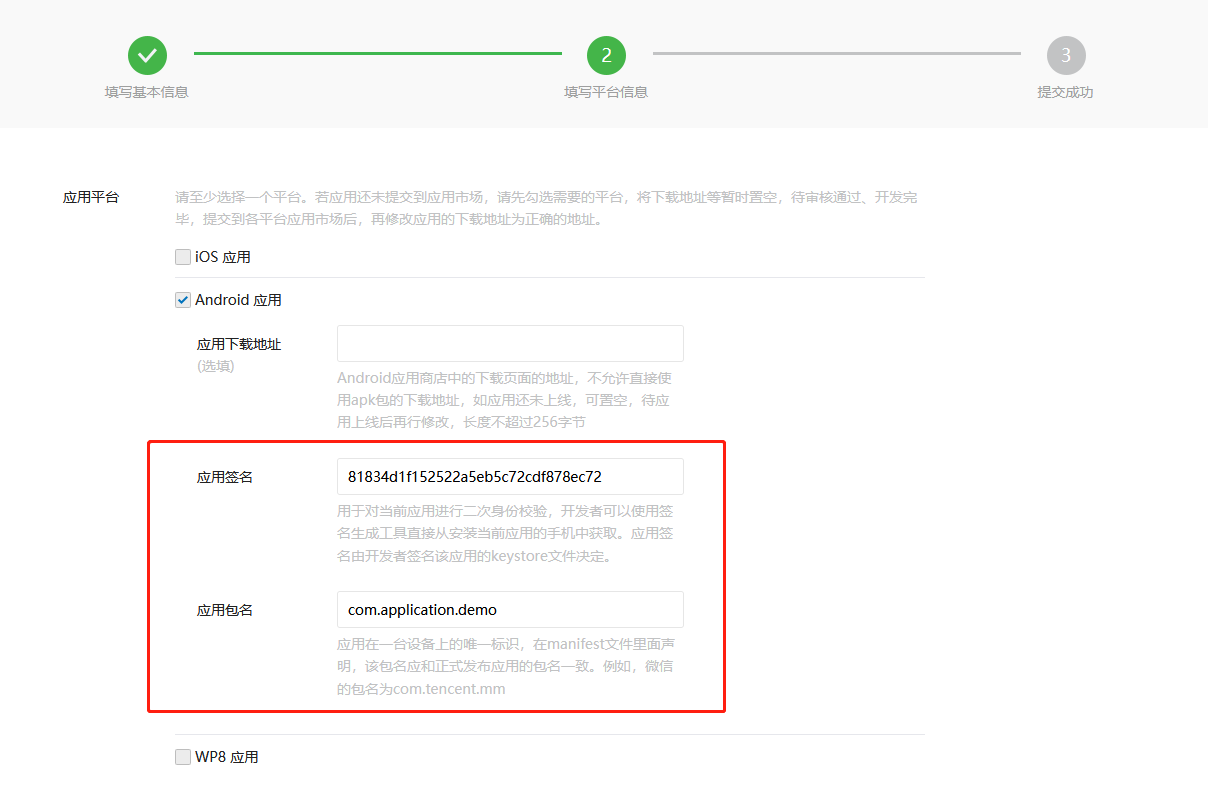 2
3
填写基本信息
填写平台信息
提交成功
应用平台
请至少选择一个平台。若应用还未提交到应用市场，请先勾选需要的平台，将下载地址等暂时置空，待审核通过、开发完
毕，提交到各平台应用市场后，再修改应用的下载地址为正确的地址。
iOS 应用
Android 应用
应用下载地址
(选填)
Android应用商店中的下载页面的地址，不允许直接使
用apk包的下载地址，如应用还未上线，可置空，待应
用上线后再行修改，长度不超过256字节
应用签名
81834d1f152522a5eb5c72cdf878ec72
用于对当前应用进行二次身份校验，开发者可以使用签
名生成工具直接从安装当前应用的手机中获取。应用签
名由开发者签名该应用的keystore文件决定。
应用包名
com.application.demo
应用在一台设备上的唯一标识，在manifest文件里面声
明，该包名应和正式发布应用的包名一致。例如，微信
的包名为com.tencent.mm
WP8 应用